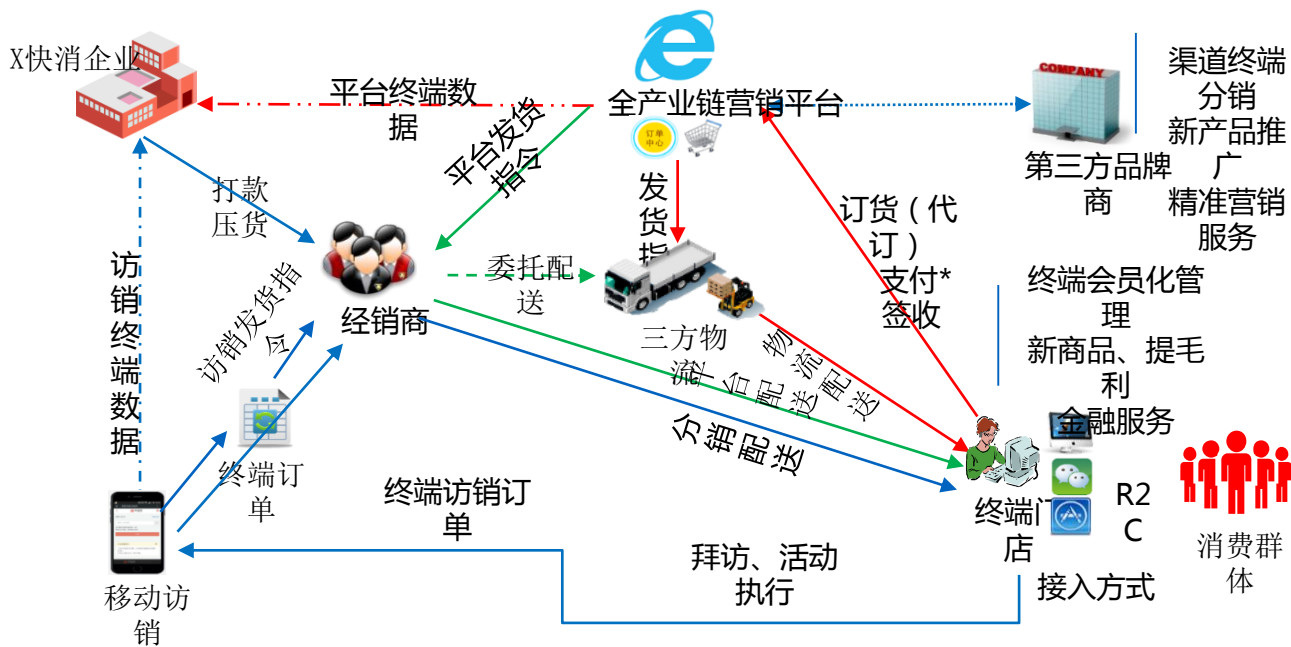 X快消企业
平台终端数
据
全产业链营销平台
订单
中心
COMPANY
第三方品牌
商
渠道终端
分销
新产品推
广
精准营销
服务
平台发货
指令
发
货
指
打款
压货
订货（代
订）
支付*
签收
终端会员化管
理
新商品、提毛
利
金融服务
委托配
送
经销商
三方物
流
物流配送
平台配送
分销配送
访销发货指
令
访
销
终
端
数
据
终端订
单
终端访销订
单
移动访
销
拜访、活动
执行
终端门
店
R2
C
接入方式
消费群
体